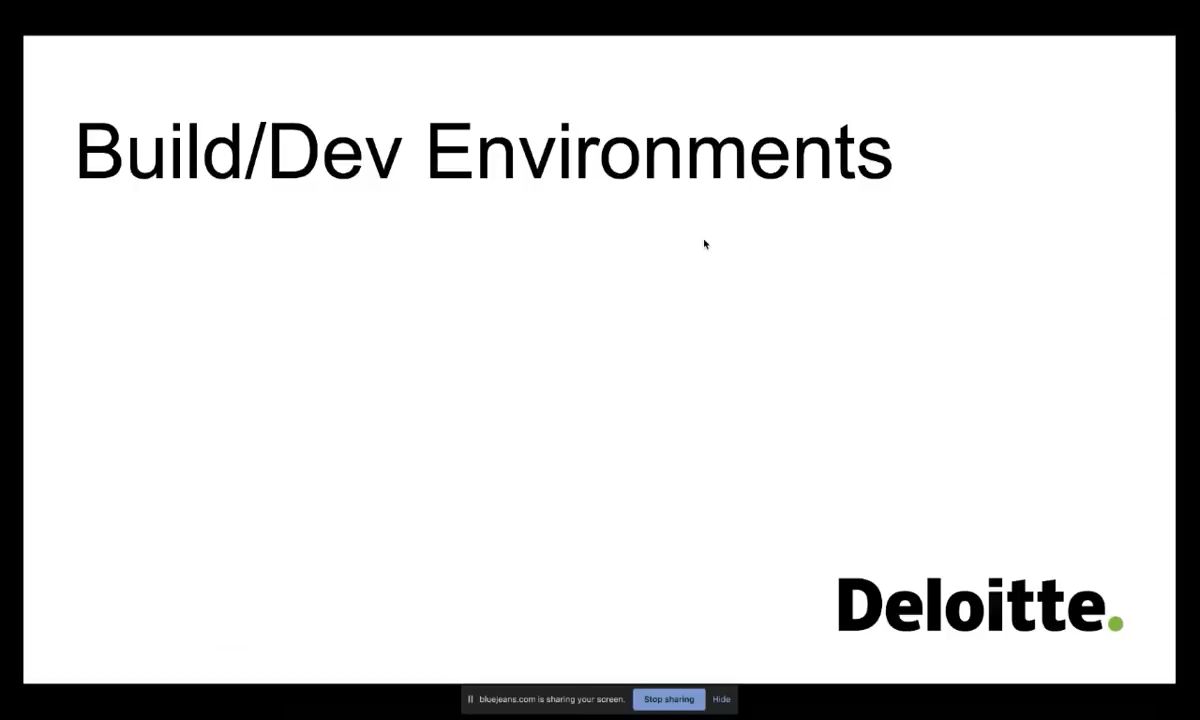 Build/Dev Environments
Deloitte.
bluejeans.com is sharing your screen. Stop sharing Hide